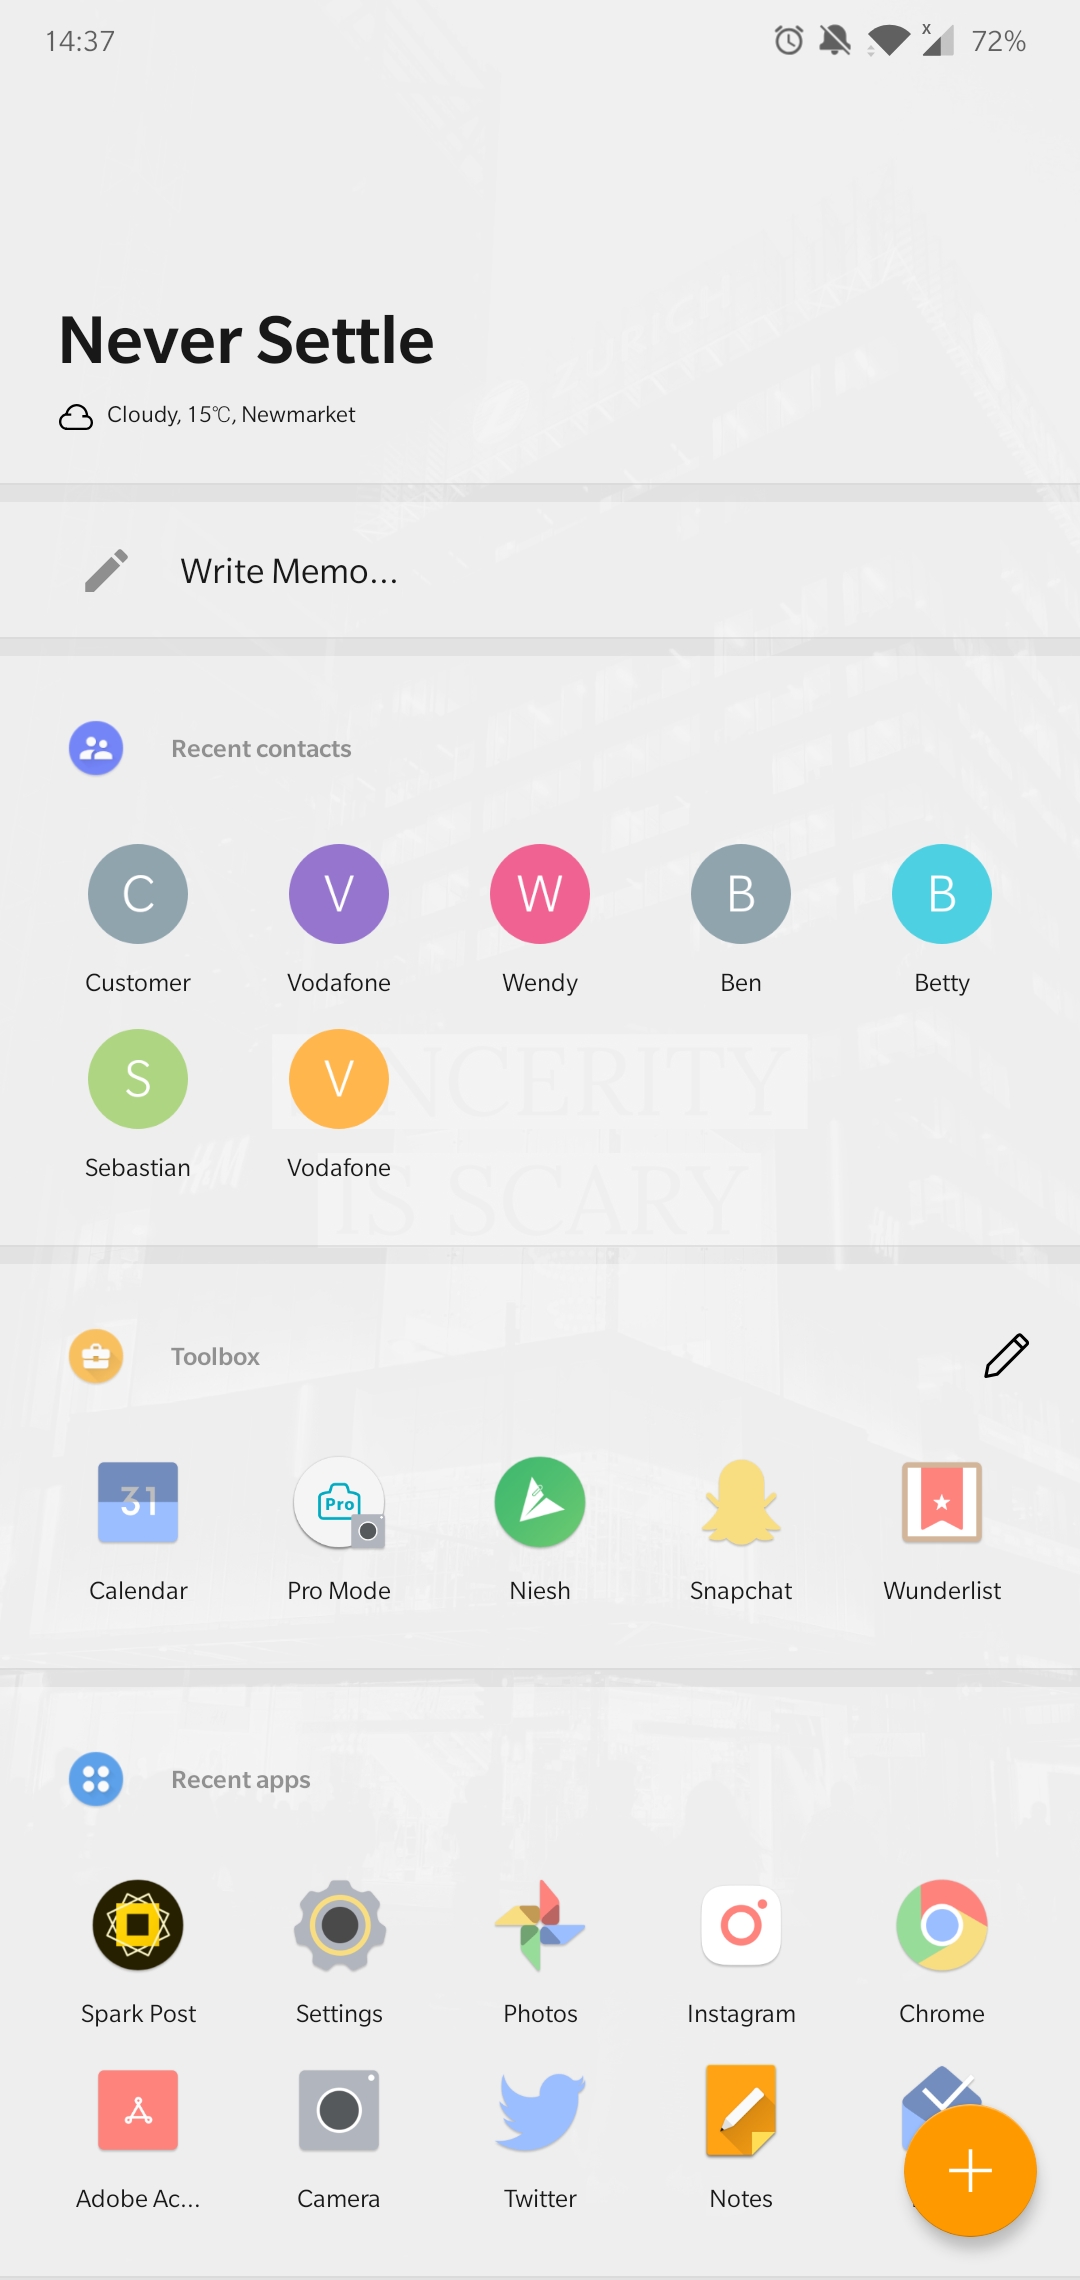 14:37
x
72%
ZURICH
Never Settle
Cloudy, 15℃, Newmarket
Write Memo...
Recent contacts
C
V
W
B
B
Customer
Vodafone
Wendy
Ben
Betty
S
V
NCERITY
Sebastian
Vodafone
IS SCARY
Toolbox
31
Pro
Calendar
Pro Mode
Niesh
Snapchat
Wunderlist
Recent apps
Spark Post
Settings
Photos
Instagram
Chrome
Adobe Ac...
Camera
Twitter
Notes